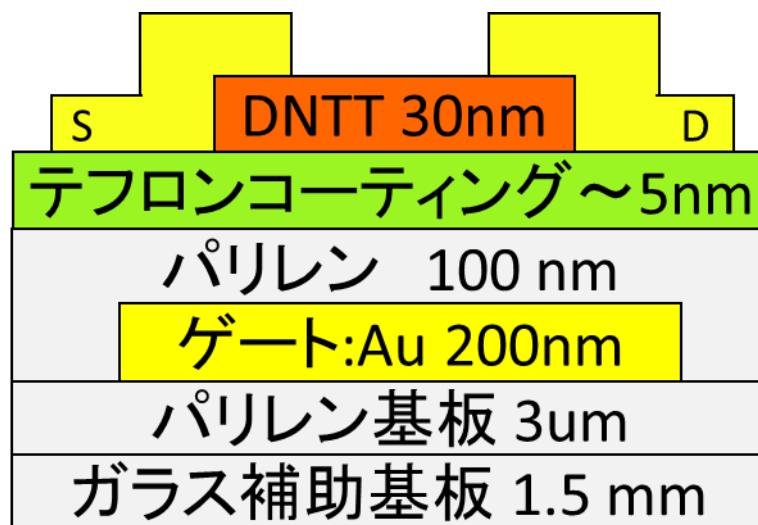 S DNTT 30nm D
テフロンコーティング～5nm
パリレン 100 nm
ゲート:Au 200nm
パリレン基板 3um
ガラス補助基板 1.5 mm